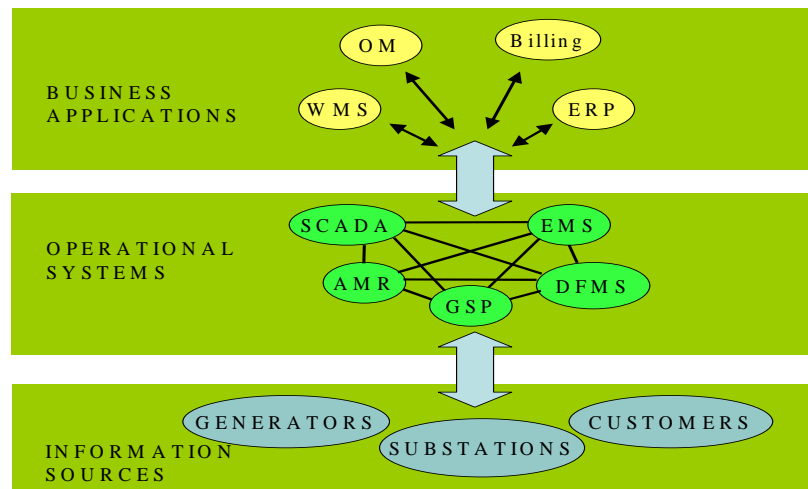 OM
Billing
BUSINESS
APPLICATIONS
WMS
ERP
SCADA
EMS
OPERATIONAL
SYSTEMS
AMR
DFMS
GSP
GENERATORS
CUSTOMERS
SUBSTATIONS
INFORMATION
SOURCES